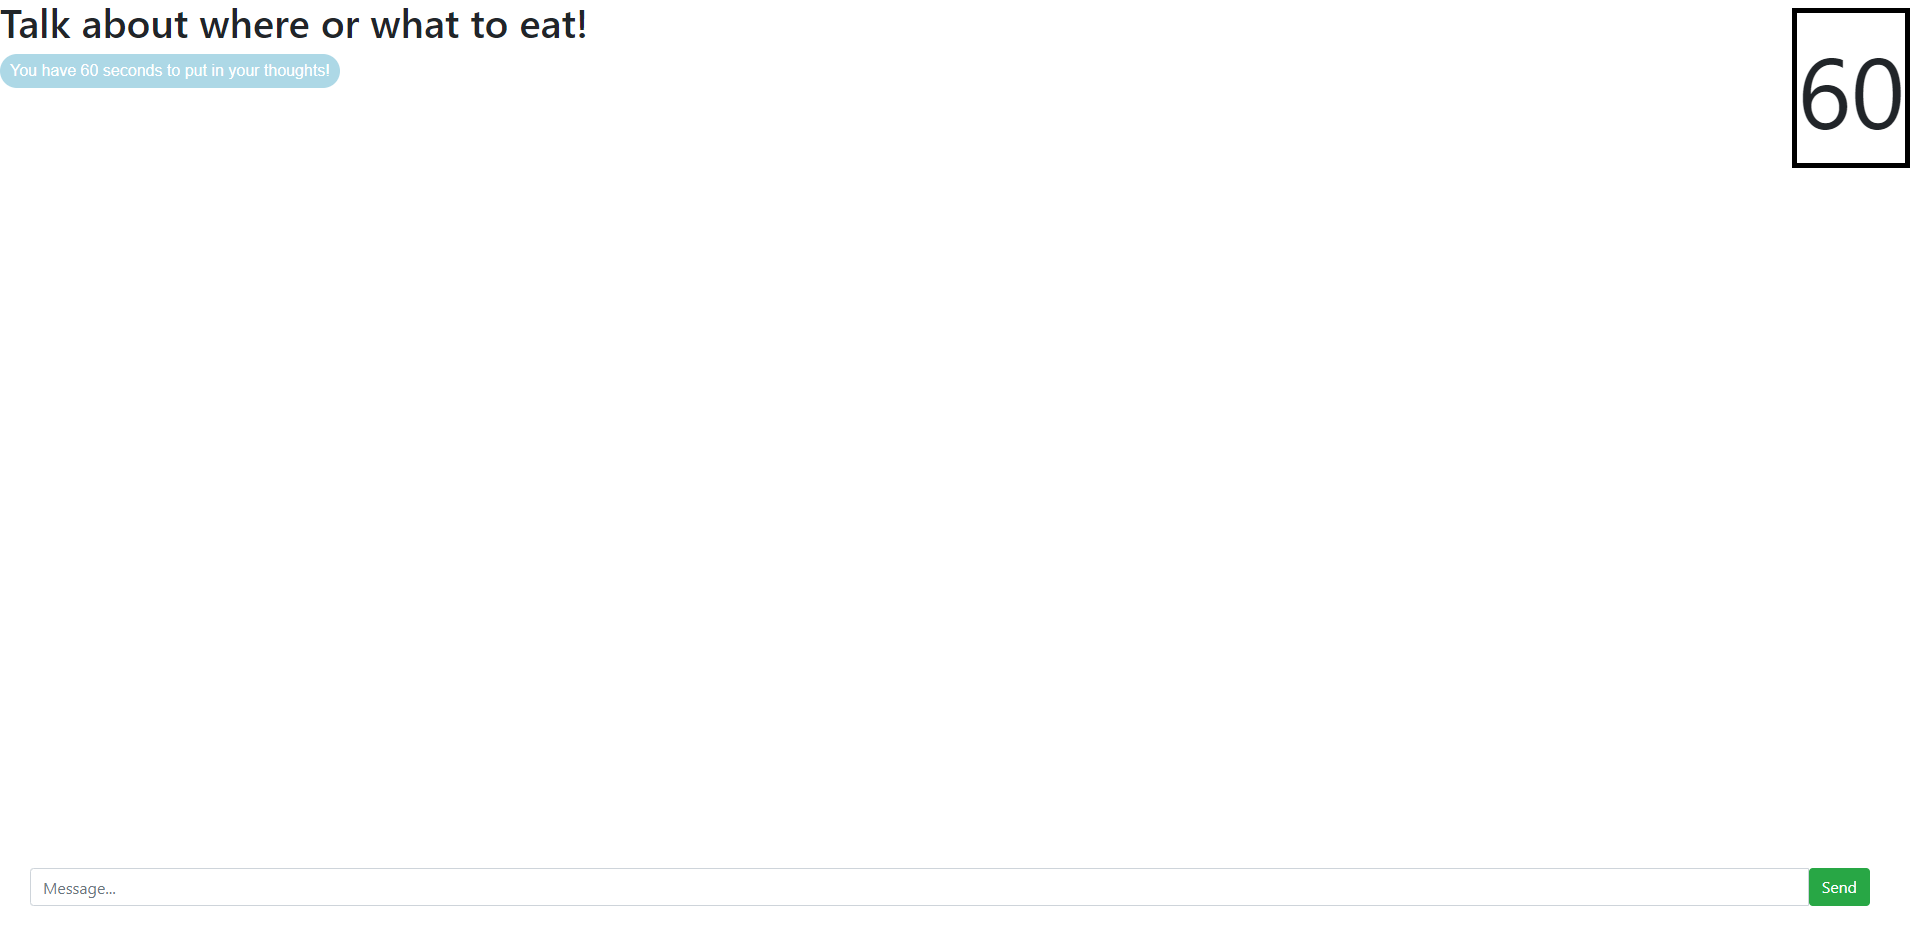 Talk about where or what to eat!
60
You have 60 seconds to put in your thoughts!
Message...
Send